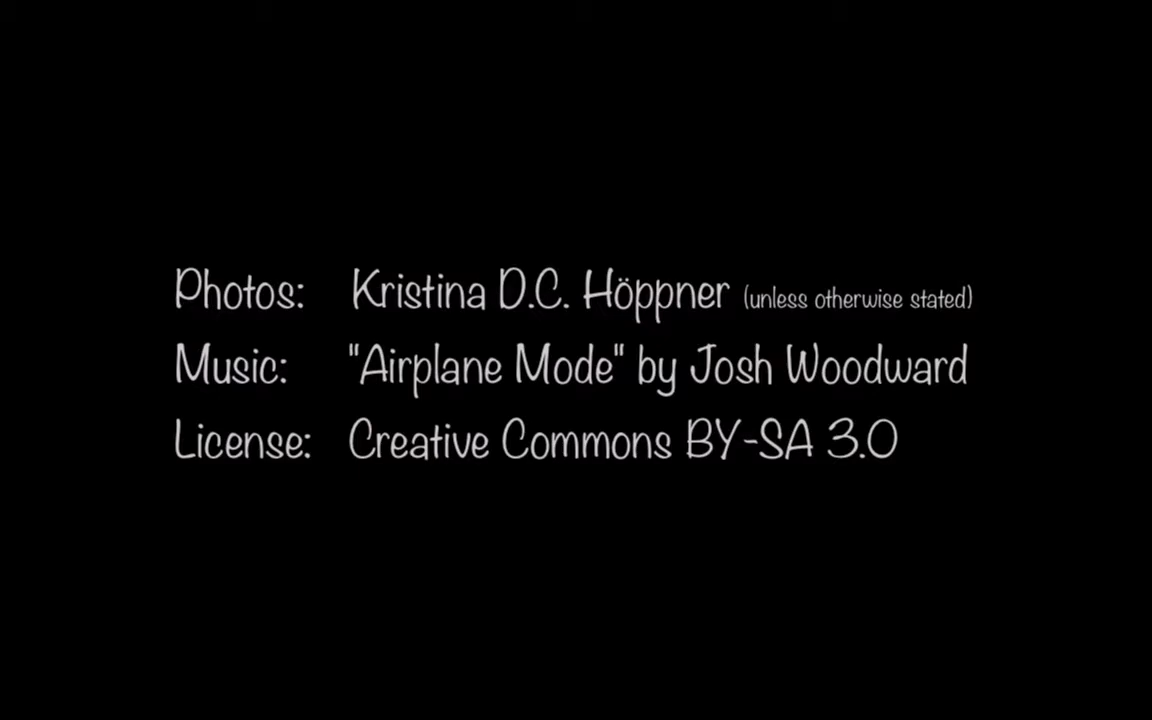 Photos: Kristina D.C. Höppner (unless otherwise stated)
Music: "Airplane Mode" by Josh Woodward
License: Creative Commons BY-SA 3.0